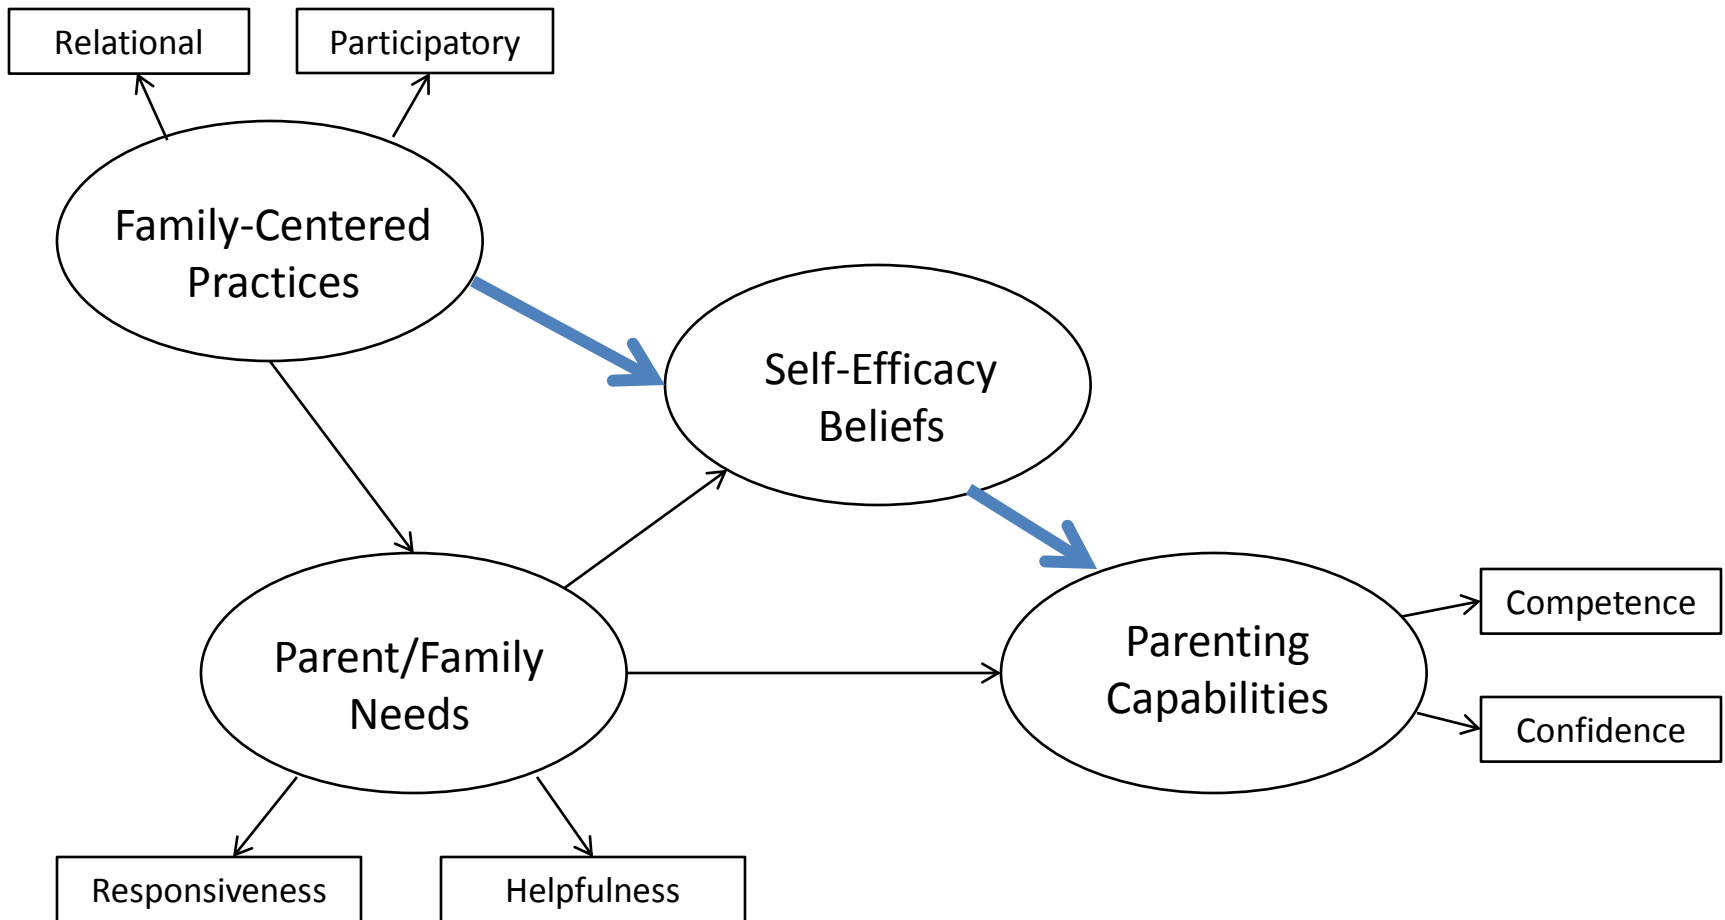 Relational
Participatory
Family-Centered
Practices
Self-Efficacy
Beliefs
Parent/Family
Needs
Parenting
Capabilities
Competence
Confidence
Responsiveness
Helpfulness